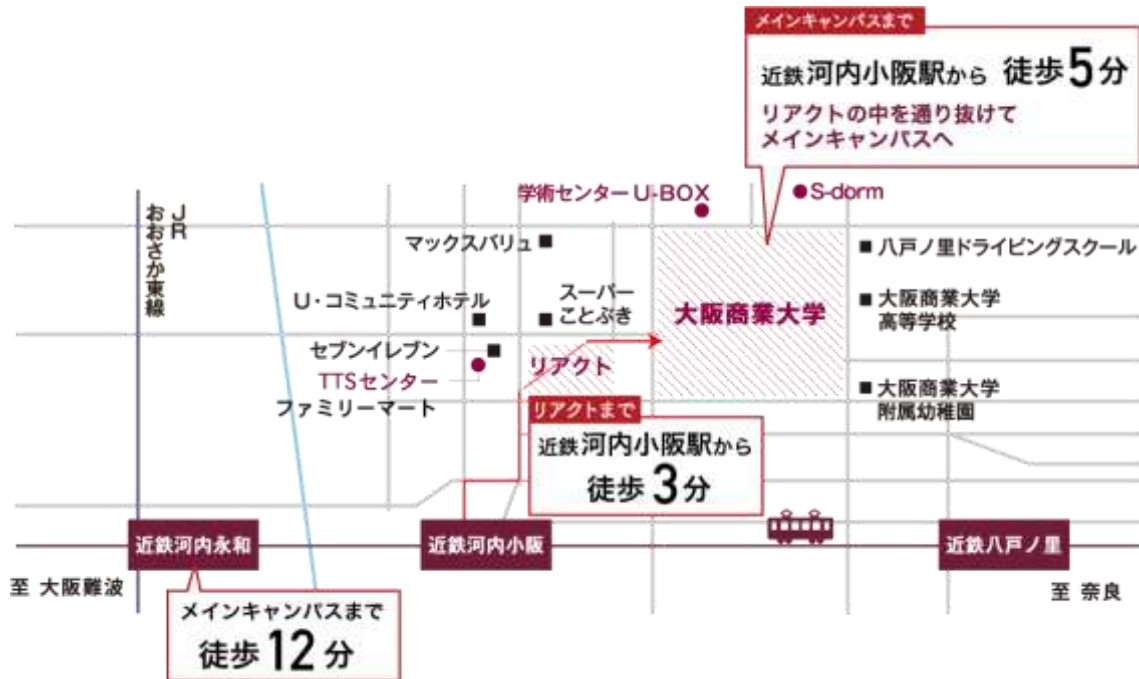 メインキャンパスまで
近鉄河内小阪駅から 徒歩5分
リアクトの中を通り抜けて
メインキャンパスへ
学術センターU-BOX
S-dorm
JR
おおさか東線
マックスバリュ
八戸ノ里ドライビングスクール
U・コミュニティホテル
スーパー
ことぶき
大阪商業大学
大阪商業大学
高等学校
セブンイレブン
リアクト
TTSセンター
ファミリーマート
大阪商業大学
附属幼稚園
リアクトまで
近鉄河内小阪駅から
徒歩3分
近鉄河内永和
近鉄河内小阪
近鉄八戸ノ里
至 大阪難波
至 奈良
メインキャンパスまで
徒歩12分